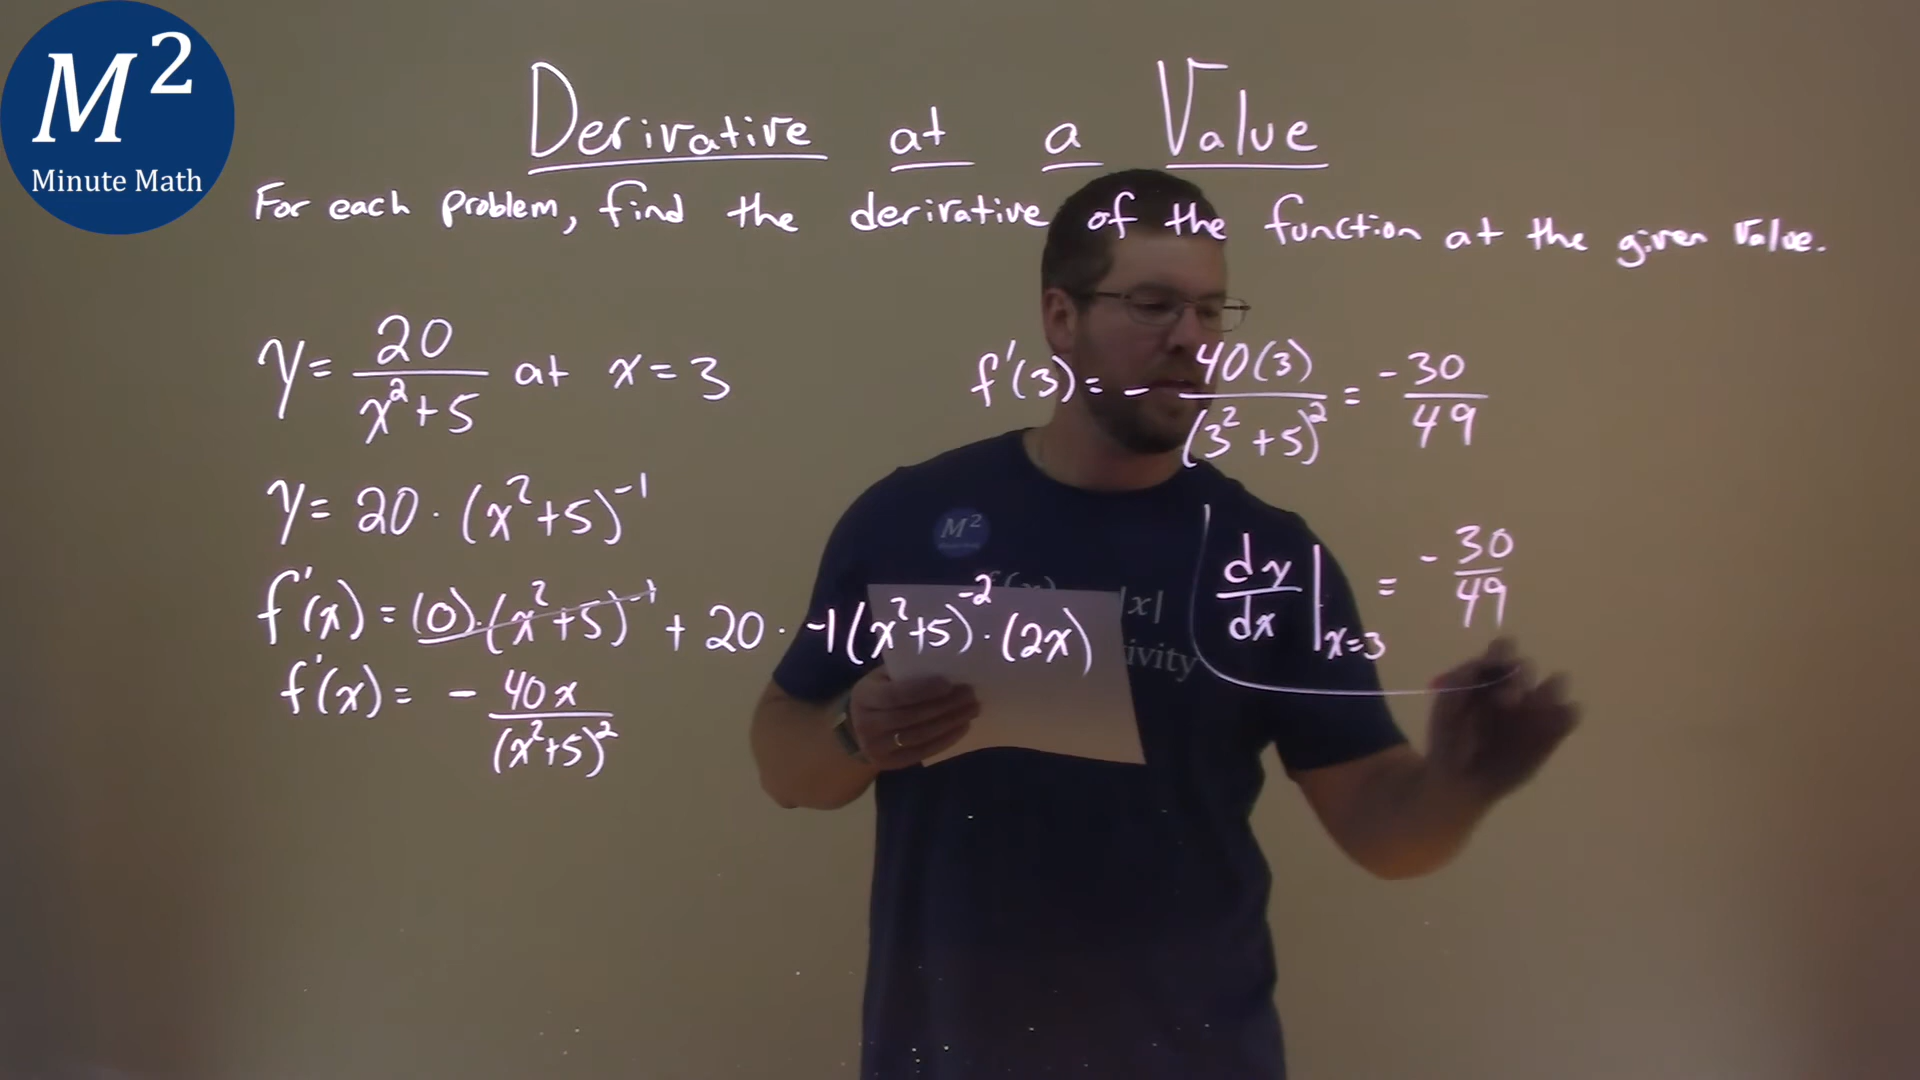 M²
Minute Math
Derivative at a Value
For each problem, find the derivative of the function at the given value.
y = 20/(x²+5) at x = 3
y = 20 · (x²+5)⁻¹
f'(x) = (0)·(x²+5)⁻¹ + 20 · -1(x²+5)⁻² · (2x)
f'(x) = - 40x/(x²+5)²
f'(3) = - 40(3)/(3²+5)² = -30/49
dy/dx |x=3 = -30/49
M²
|x|
ivity